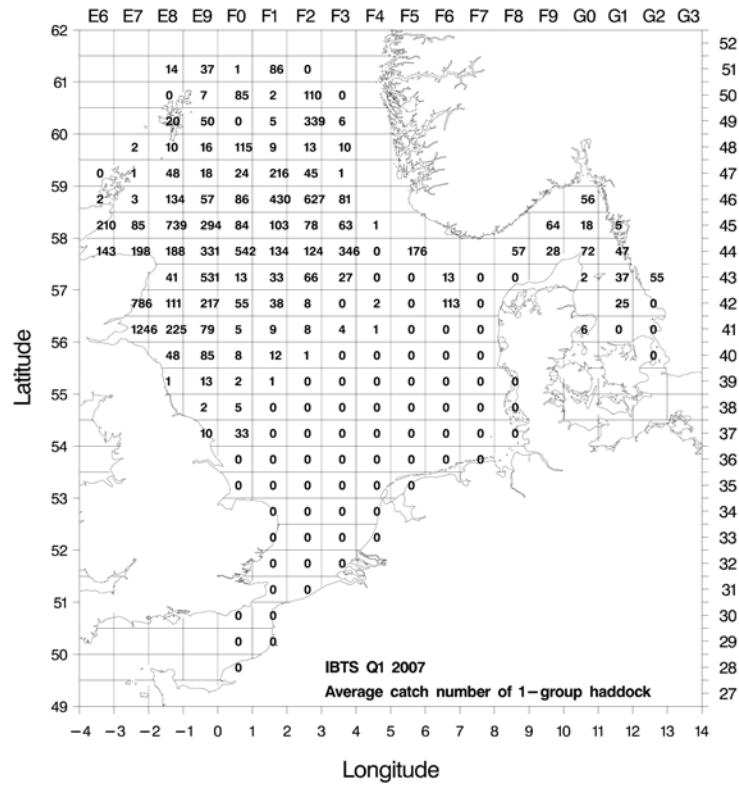 E6 E7 E8 E9 F0 F1 F2 F3 F4 F5 F6 F7 F8 F9 G0 G1 G2 G3
62
52
14 37 1 86 0 51
61
0 7 85 2 110 0 50
20 50 0 5 339 6 49
60
2 10 16 115 9 13 10 48
0 1 48 18 24 216 45 1 47
59
2 3 134 57 86 430 627 81 56 46
210 85 739 294 84 103 78 63 1 64 18 5 45
58
143 198 188 331 542 134 124 346 0 176 57 28 72 47 44
41 531 13 33 66 27 0 0 13 0 0 2 37 55 43
57
786 111 217 55 38 8 0 2 0 113 0 25 0 42
1246 225 79 5 9 8 4 1 0 0 0 6 0 0 41
56
48 85 8 12 1 0 0 0 0 0 0 40
1 13 2 1 0 0 0 0 0 0 0 39
55
2 5 0 0 0 0 0 0 0 0 38
10 33 0 0 0 0 0 0 0 0 37
54
0 0 0 0 0 0 0 0 36
0 0 0 0 0 0 35
53
0 0 0 0 34
0 0 0 0 33
52
0 0 0 0 32
0 0 31
51
0 0 30
0 0 29
50
0 IBTS Q1 2007 28
Average catch number of 1-group haddock 27
49
-4 -3 -2 -1 0 1 2 3 4 5 6 7 8 9 10 11 12 13 14
Longitude
Latitude